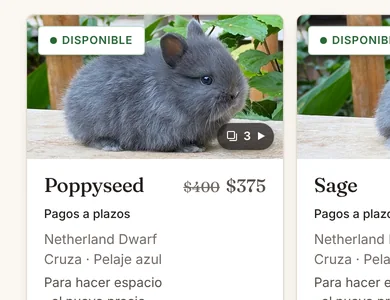 DISPONIBLE
3
Poppyseed $400 $375
Pagos a plazos
Netherland Dwarf
Cruza · Pelaje azul
Para hacer espacio
DISPONIB
Sage
Pagos a plazo
Netherland D
Cruza · Pela
Para hacer e